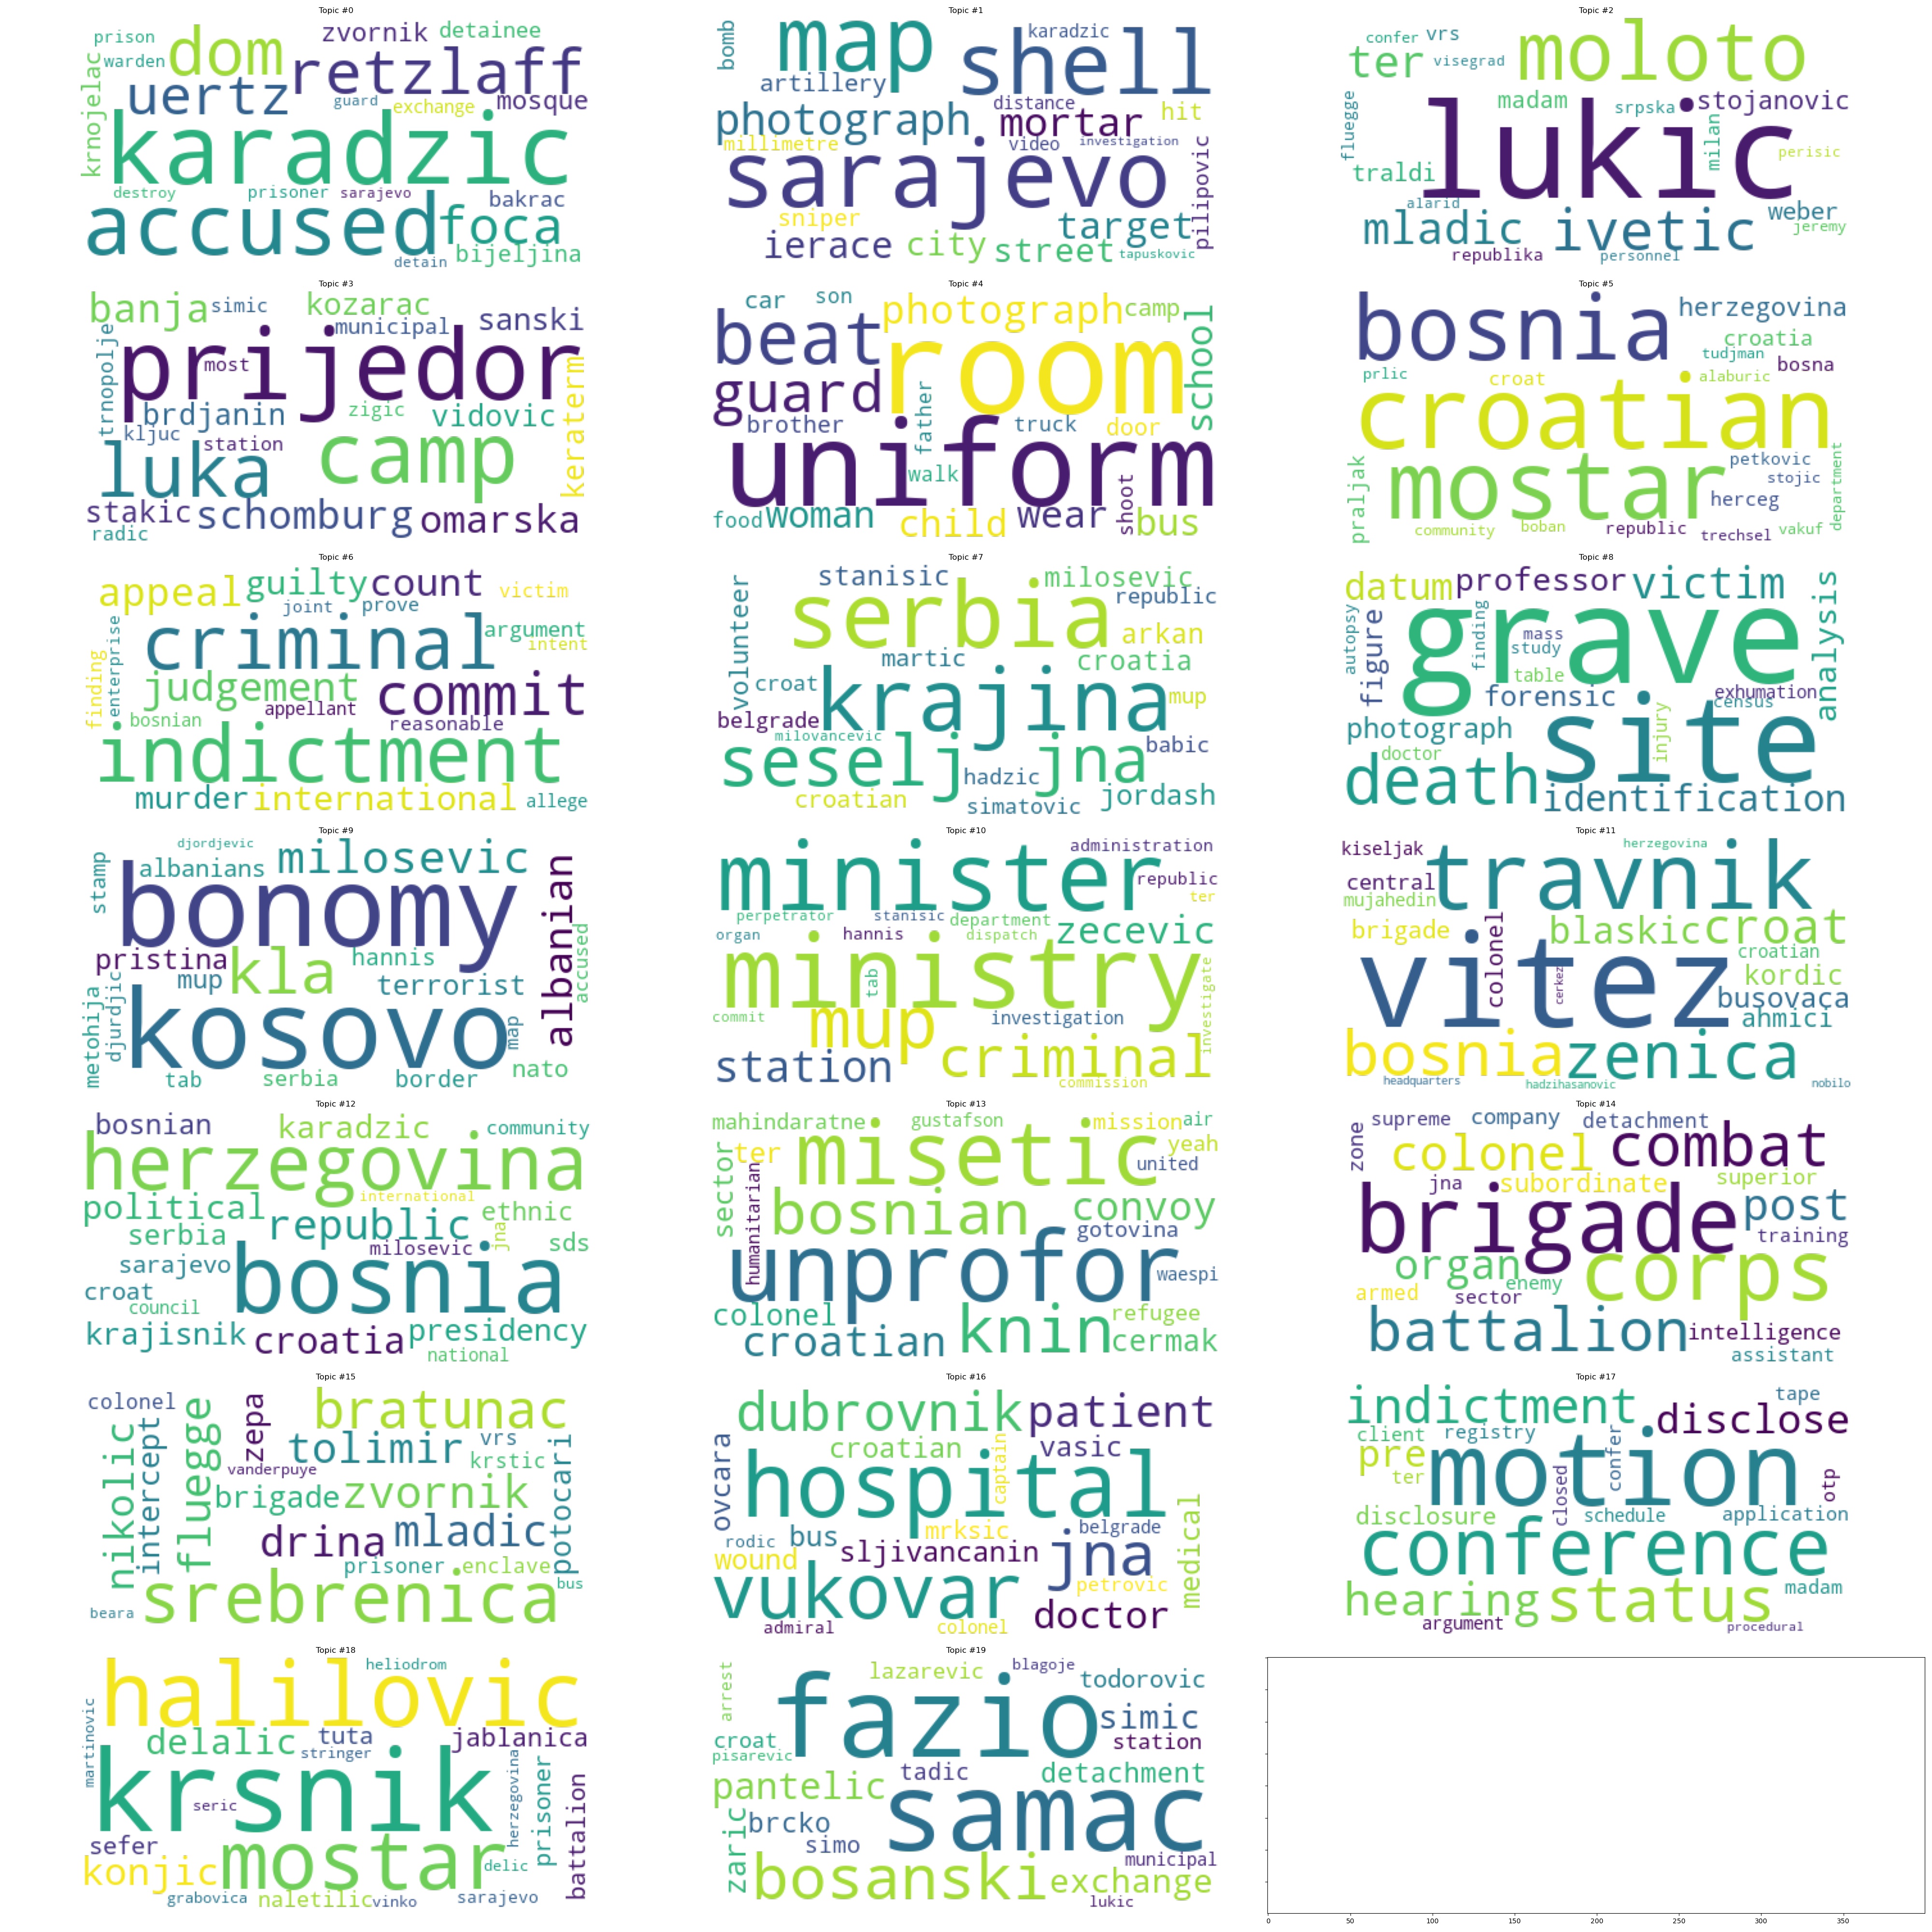 Topic #0
prison
warden
dom
zvornik
detainee
retzlaff
uertz
guard
exchange
mosque
krnojelac
karadzic
destroy
prisoner
sarajevo
bakrac
accused
foca
detain
bijeljina
Topic #1
bomb
map
karadzic
shell
artillery
distance
hit
photograph
mortar
millimetre
video
investigation
sarajevo
pilipovic
sniper
target
ierace
city
street
tapuskovic
Topic #2
confer
vrs
ter
visegrad
moloto
madam
srpska
stojanovic
fluegge
lukic
milan
perisic
traldi
alarid
mladic
ivetic
weber
jeremy
republika
personnel
Topic #3
banja
simic
kozarac
municipal
sanski
trnopolje
prijedor
most
keraterm
brdjanin
zigic
vidovic
kljuc
station
luka
camp
stakic
schomburg
omarska
radic
Topic #4
car
son
photograph
camp
beat
room
school
guard
father
brother
truck
door
uniform
walk
shoot
food
woman
child
wear
bus
Topic #5
bosnia
herzegovina
croatia
tudjman
bosna
prlic
croat
alaburic
croatian
mostar
petkovic
department
stojic
praljak
herceg
community
boban
republic
trechsel
vakuf
Topic #6
appeal
guilty
count
victim
joint
prove
criminal
argument
intent
finding
enterprise
judgement
commit
bosnian
appellant
reasonable
indictment
murder
international
allege
Topic #7
stanisic
milosevic
volunteer
serbia
republic
arkan
martic
croatia
croat
krajina
mup
belgrade
milovancevic
seselj
jna
babic
hadzic
croatian
simatovic
jordash
Topic #8
datum
professor
victim
analysis
autopsy
figure
grave
finding
mass
study
table
forensic
exhumation
census
site
injury
photograph
doctor
death
identification
Topic #9
djordjevic
albanians
milosevic
stamp
bonomy
albanian
pristina
kla
hannis
accused
mup
terrorist
metohija
djurdjic
kosovo
map
tab
serbia
border
nato
Topic #10
minister
administration
republic
ter
perpetrator
stanisic
department
organ
hannis
dispatch
zecevic
ministry
tab
investigate
commit
mup
investigation
station
criminal
commission
Topic #11
kiseljak
herzegovina
travnik
central
mujahedin
brigade
colonel
blaskic
croat
croatian
vitez
cerkez
kordic
busovaca
ahmici
bosnia
zenica
headquarters
hadzihasanovic
nobilo
Topic #12
bosnian
karadzic
community
herzegovina
international
political
ethnic
serbia
republic
jna
milosevic
sds
sarajevo
croat
council
bosnia
krajisnik
croatia
presidency
national
Topic #13
mahindaratne
gustafson
mission
air
ter
misetic
yeah
united
sector
humanitarian
bosnian
convoy
gotovina
unprofor
waespi
colonel
refugee
croatian
knin
cermak
Topic #14
supreme
company
detachment
zone
colonel
combat
jna
subordinate
superior
brigade
post
training
organ
enemy
corps
armed
sector
battalion
intelligence
assistant
Topic #15
colonel
zepa
bratunac
nikolic
intercept
fluegge
tolimir
vrs
krstic
vanderpuye
potocari
brigade
zvornik
drina
mladic
prisoner
enclave
bus
beara
srebrenica
Topic #16
dubrovnik
patient
croatian
captain
vasic
ovcara
hospital
medical
rodic
bus
mrksic
belgrade
wound
sljivancanin
jna
petrovic
vukovar
doctor
admiral
colonel
Topic #17
indictment
tape
disclose
client
registry
confer
pre
ter
motion
otp
closed
disclosure
schedule
application
conference
hearing
status
madam
argument
procedural
Topic #18
halilovic
heliodrom
martinovic
delalic
tuta
jablanica
stringer
krsnik
seric
herzegovina
prisoner
battalion
sefer
konjic
mostar
delic
grabovica
naletilic
vinko
sarajevo
Topic #19
arrest
lazarevic
blagoje
todorovic
fazio
simic
croat
station
pisarevic
tadic
detachment
pantelic
samac
zaric
brcko
simo
municipal
bosanski
exchange
lukic
0 50 100 150 200 250 300 350